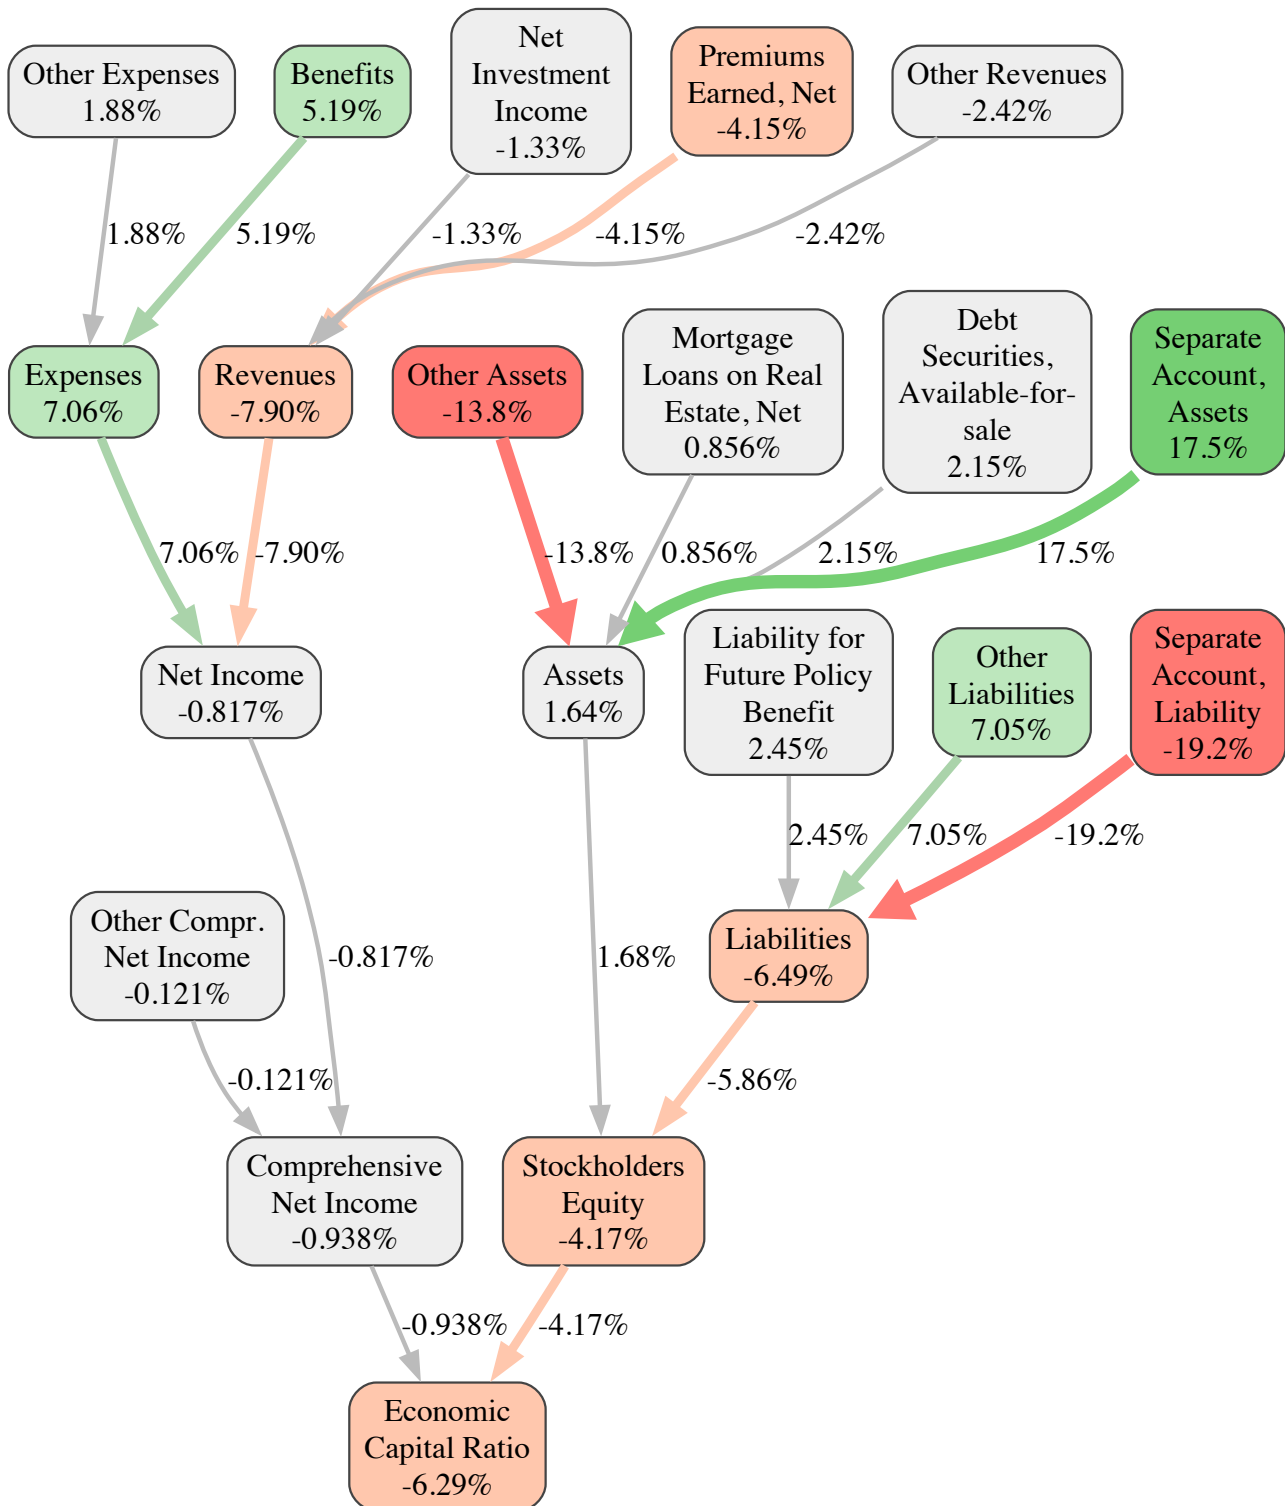 Other Expenses
1.88%
Benefits
5.19%
Net
Investment
Income
-1.33%
Premiums
Earned, Net
-4.15%
Other Revenues
-2.42%
1.88%
5.19%
-1.33%
-4.15%
-2.42%
Expenses
7.06%
Revenues
-7.90%
Other Assets
-13.8%
Mortgage
Loans on Real
Estate, Net
0.856%
Debt
Securities,
Available-for-
sale
2.15%
Separate
Account,
Assets
17.5%
7.06%
-7.90%
-13.8%
0.856%
2.15%
17.5%
Net Income
-0.817%
Assets
1.64%
Liability for
Future Policy
Benefit
2.45%
Other
Liabilities
7.05%
Separate
Account,
Liability
-19.2%
2.45%
7.05%
-19.2%
Other Compr.
Net Income
-0.121%
-0.817%
1.68%
Liabilities
-6.49%
-0.121%
-5.86%
Comprehensive
Net Income
-0.938%
Stockholders
Equity
-4.17%
-0.938%
-4.17%
Economic
Capital Ratio
-6.29%